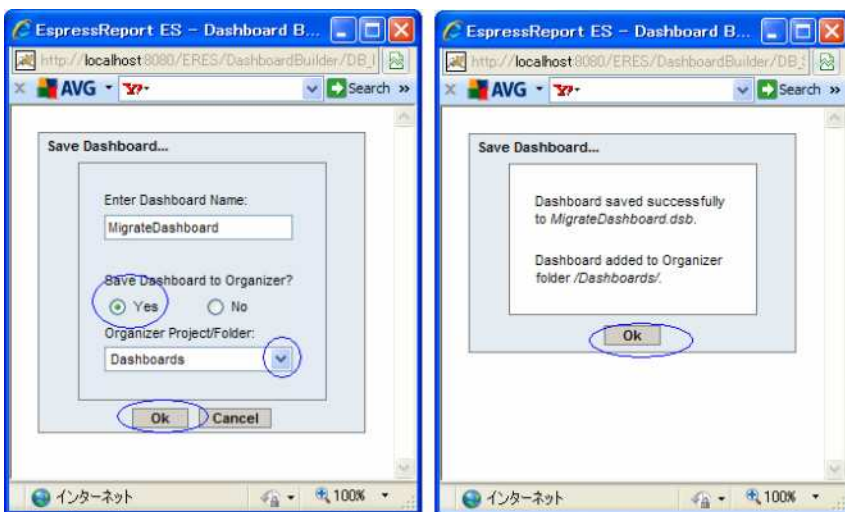 EspressReport ES - Dashboard B...
http://localhost:8080/ERES/DashboardBuilder/DB_
AVG
Y?
Search »
Save Dashboard...
Enter Dashboard Name:
MigrateDashboard
Save Dashboard to Organizer?
Yes
No
Organizer Project/Folder:
Dashboards
Ok
Cancel
インターネット
100%
EspressReport ES - Dashboard B...
http://localhost:8080/ERES/DashboardBuilder/DB_
AVG
Y?
Search »
Save Dashboard...
Dashboard saved successfully
to MigrateDashboard.dsb.
Dashboard added to Organizer
folder /Dashboards/.
Ok
インターネット
100%